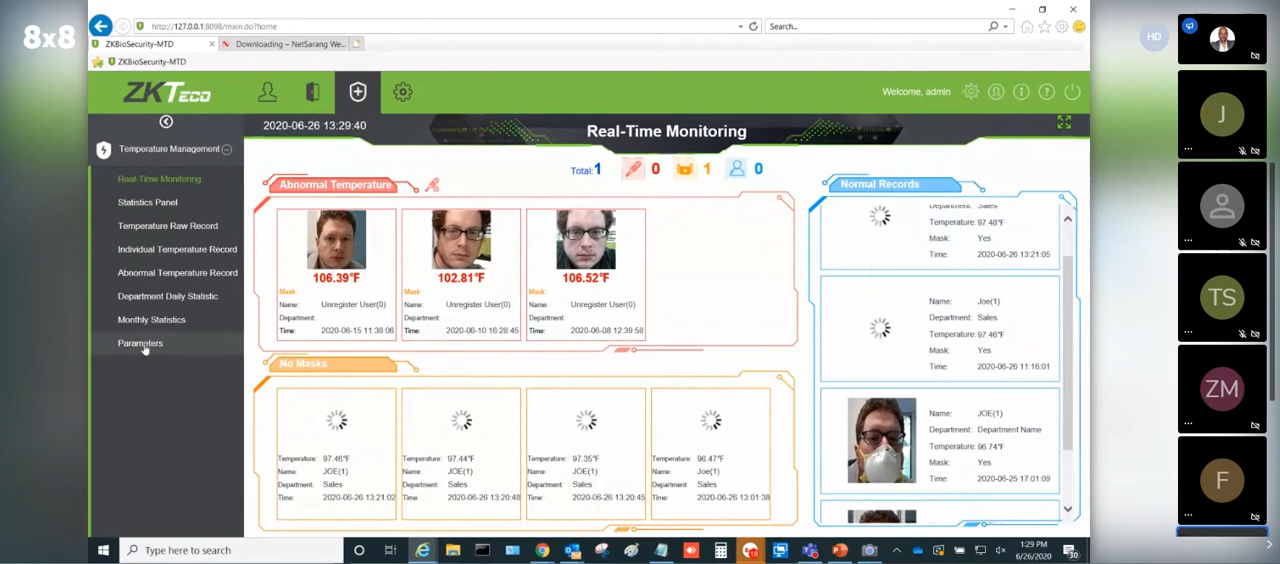 8x8
http://127.0.0.1:8098/main.do?home
Search...
ZKBioSecurity-MTD
Downloading – NetSarang We...
ZKBioSecurity-MTD
ZKTeco
Welcome, admin
2020-06-26 13:29:40
Real-Time Monitoring
Temperature Management
Real-Time Monitoring
Statistics Panel
Temperature Raw Record
Individual Temperature Record
Abnormal Temperature Record
Department Daily Statistic
Monthly Statistics
Parameters
Total:1
0
1
0
Abnormal Temperature
106.39°F
Mask:
Name: Unregister User(0)
Department:
Time: 2020-06-15 11:38:06
102.81°F
Mask:
Name: Unregister User(0)
Department:
Time: 2020-06-10 16:28:45
106.52°F
Mask:
Name: Unregister User(0)
Department:
Time: 2020-06-08 12:39:58
No Masks
Temperature: 97.46°F
Name: JOE(1)
Department: Sales
Time: 2020-06-26 13:21:02
Temperature: 97.44°F
Name: JOE(1)
Department: Sales
Time: 2020-06-26 13:20:48
Temperature: 97.35°F
Name: JOE(1)
Department: Sales
Time: 2020-06-26 13:20:45
Temperature: 96.47°F
Name: Joe(1)
Department: Sales
Time: 2020-06-26 13:01:38
Normal Records
Department: Sales
Temperature: 97.48°F
Mask: Yes
Time: 2020-06-26 13:21:05
Name: Joe(1)
Department: Sales
Temperature: 97.46°F
Mask: Yes
Time: 2020-06-26 11:16:01
Name: JOE(1)
Department: Department Name
Temperature: 96.74°F
Mask: Yes
Time: 2020-06-25 17:01:09
Type here to search
18
1:29 PM
6/26/2020
30
HD
J
TS
ZM
F